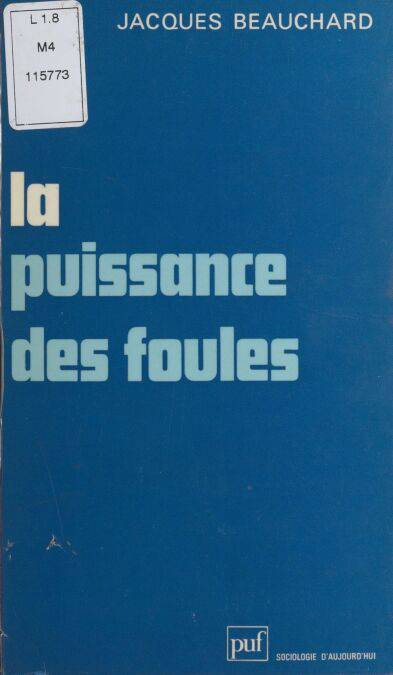 L 1.8
M4
115773
JACQUES BEAUCHARD
la
puissance
des foules
puf
SOCIOLOGIE D'AUJOURD'HUI